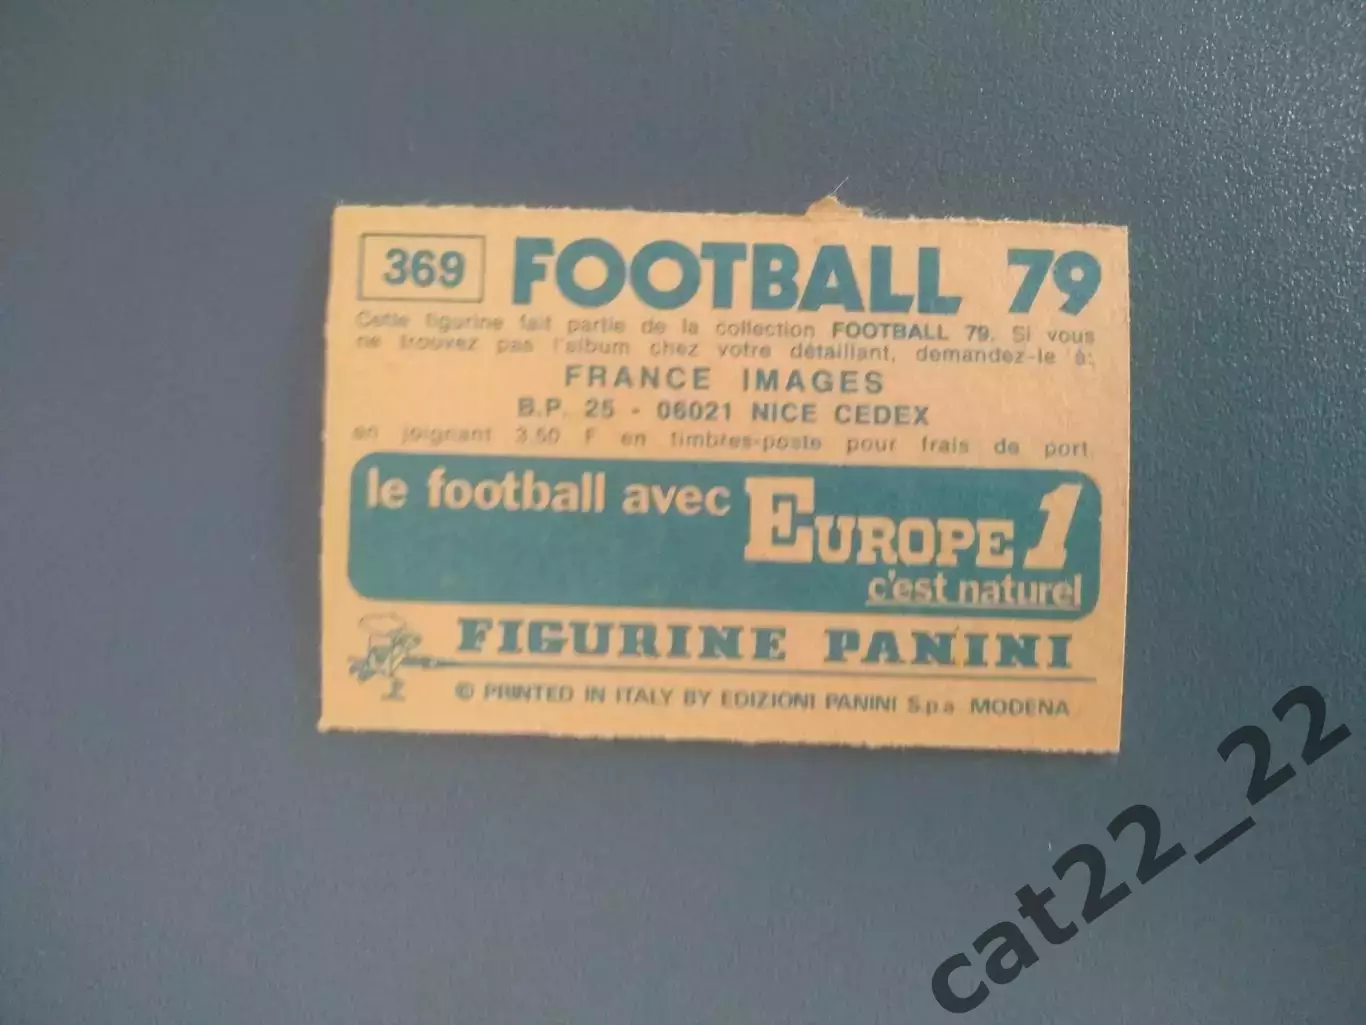 369 FOOTBALL 79
Cette figurine fait partie de la collection FOOTBALL 79. Si vous
ne trouvez pas l'album chez votre détaillant, demandez-le à:
FRANCE IMAGES
B.P. 25 - 06021 NICE CEDEX
en joignant 3,50 F en timbres-poste pour frais de port.
le football avec EUROPE 1
c'est naturel
FIGURINE PANINI
© PRINTED IN ITALY BY EDIZIONI PANINI S.p.a MODENA
cat22_22